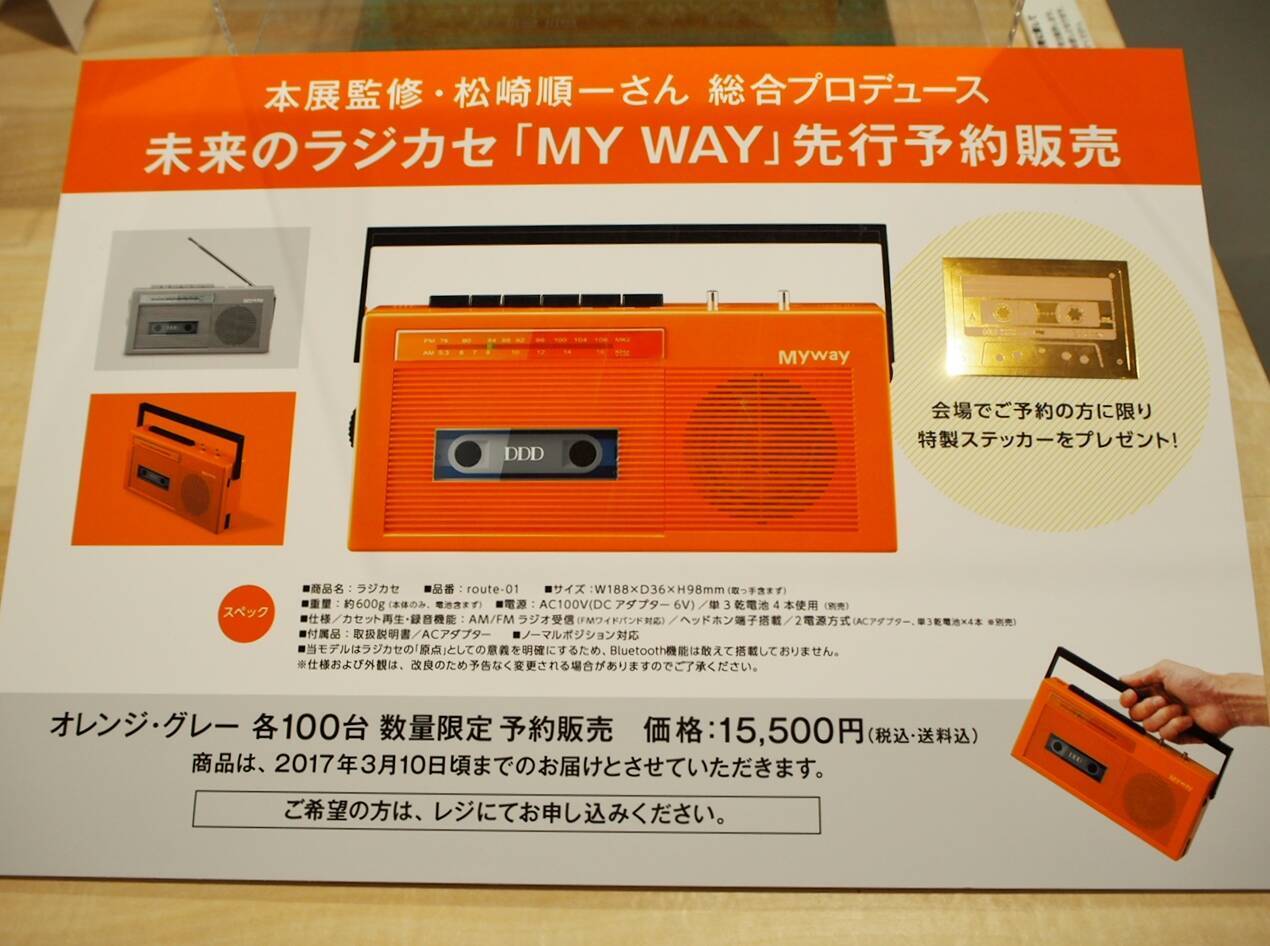 本展監修・松崎順一さん 総合プロデュース
未来のラジカセ「MY WAY」先行予約販売
Myway
DDD
会場でご予約の方に限り
特製ステッカーをプレゼント!
スペック
■商品名：ラジカセ　■品番：route-01　■サイズ：W188×D36×H98mm（取っ手含まず）
■重量：約600g（本体のみ、電池含まず）　■電源：AC100V(DC アダプター 6V) ／単3乾電池4本使用（別売）
■仕様／カセット再生・録音機能：AM/FM ラジオ受信（FMワイドバンド対応）／ヘッドホン端子搭載／2電源方式（ACアダプター、単3乾電池×4本 ※別売）
■付属品：取扱説明書／ACアダプター　■ノーマルポジション対応
■当モデルはラジカセの「原点」としての意義を明確にするため、Bluetooth機能は敢えて搭載しておりません。
※仕様および外観は、改良のため予告なく変更される場合がありますのでご了承ください。
オレンジ・グレー 各100台 数量限定 予約販売　価格：15,500円（税込・送料込）
商品は、2017年3月10日頃までのお届けとさせていただきます。
ご希望の方は、レジにてお申し込みください。